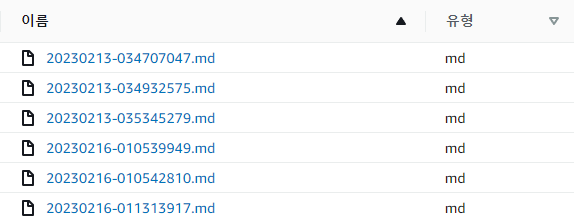 이름 유형
20230213-034707047.md md
20230213-034932575.md md
20230213-035345279.md md
20230216-010539949.md md
20230216-010542810.md md
20230216-011313917.md md